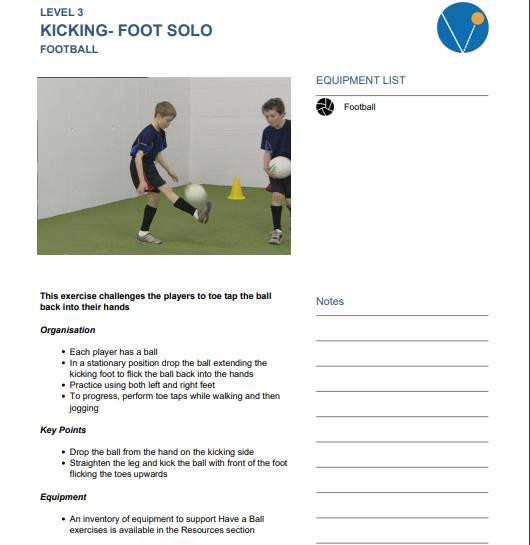 LEVEL 3
KICKING- FOOT SOLO
FOOTBALL
EQUIPMENT LIST
Football
This exercise challenges the players to toe tap the ball
back into their hands
Organisation
• Each player has a ball
• In a stationary position drop the ball extending the
kicking foot to flick the ball back into the hands
• Practice using both left and right feet
• To progress, perform toe taps while walking and then
jogging
Key Points
• Drop the ball from the hand on the kicking side
• Straighten the leg and kick the ball with front of the foot
flicking the toes upwards
Equipment
• An inventory of equipment to support Have a Ball
exercises is available in the Resources section
Notes